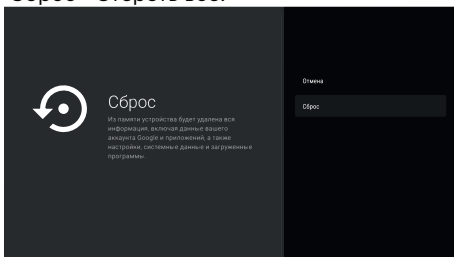 Сброс
Из памяти устройства будет удалена вся
информация, включая данные вашего
аккаунта Google и приложений, а также
настройки, системные данные и загруженные
программы.
Отмена
Сброс